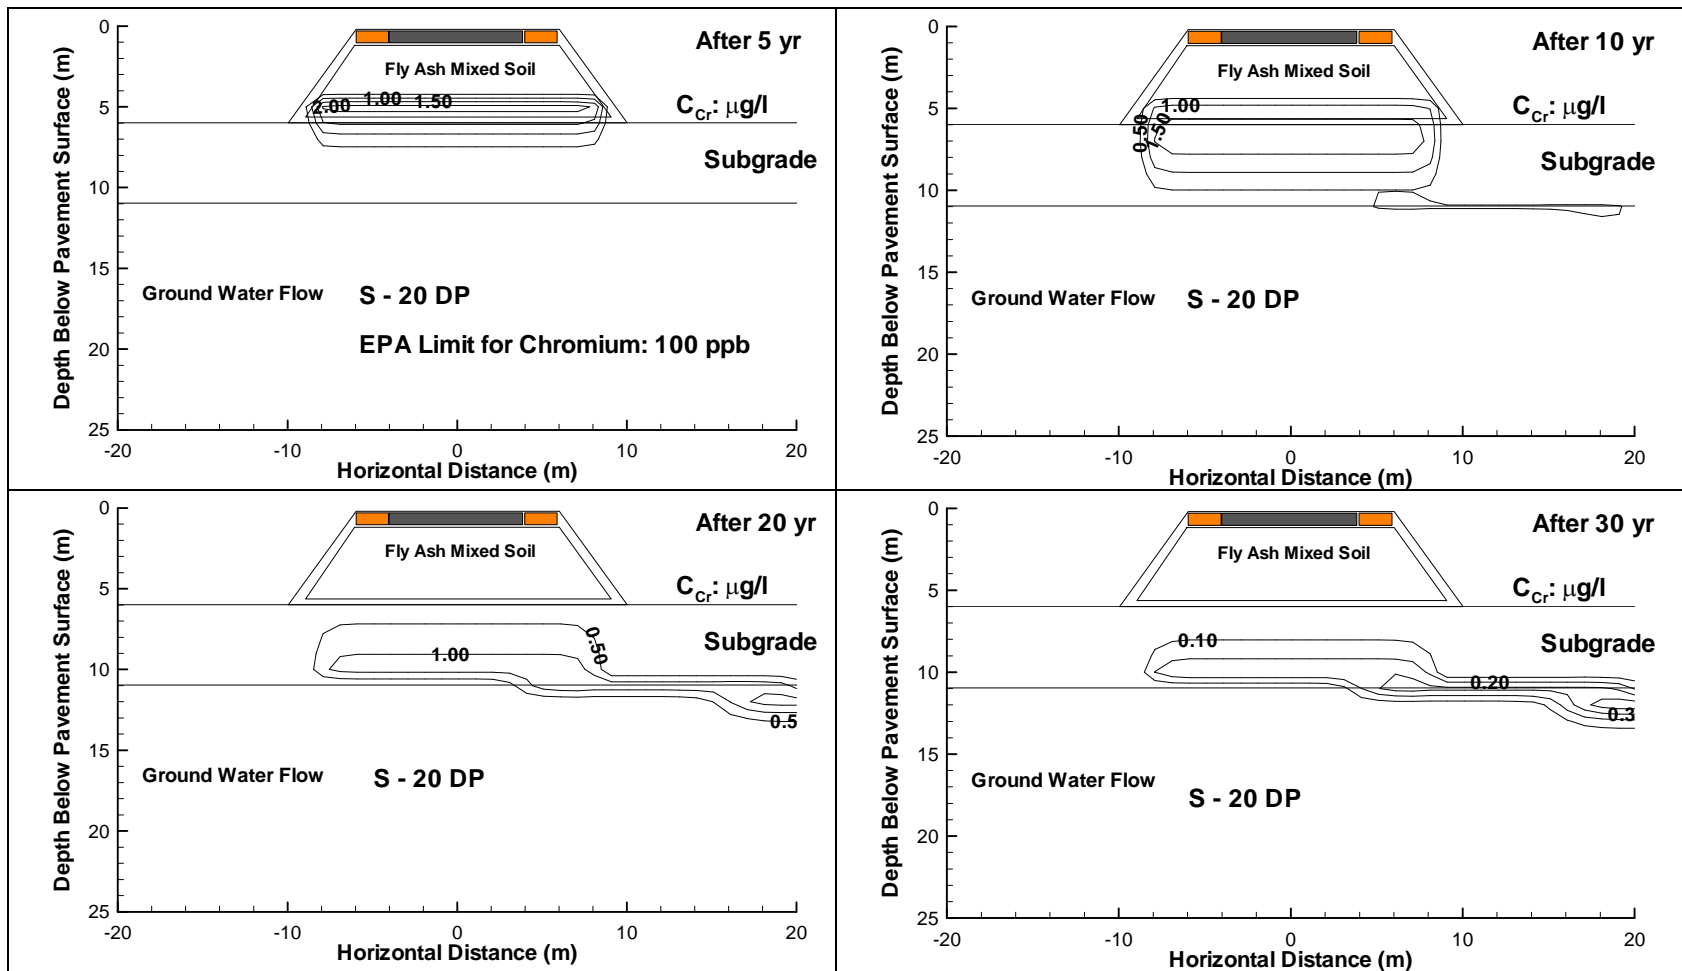 After 5 yr
Fly Ash Mixed Soil
2.00 1.00 1.50
C_Cr: μg/l
Subgrade
Ground Water Flow S - 20 DP
EPA Limit for Chromium: 100 ppb
Depth Below Pavement Surface (m)
0
5
10
15
20
25
-20 -10 0 10 20
Horizontal Distance (m)
After 10 yr
Fly Ash Mixed Soil
1.00
0.50
1.50
C_Cr: μg/l
Subgrade
Ground Water Flow S - 20 DP
Depth Below Pavement Surface (m)
0
5
10
15
20
25
-20 -10 0 10 20
Horizontal Distance (m)
After 20 yr
Fly Ash Mixed Soil
C_Cr: μg/l
Subgrade
0.50
1.00
0.5
Ground Water Flow S - 20 DP
Depth Below Pavement Surface (m)
0
5
10
15
20
25
-20 -10 0 10 20
Horizontal Distance (m)
After 30 yr
Fly Ash Mixed Soil
C_Cr: μg/l
Subgrade
0.10
0.20
0.3
Ground Water Flow
S - 20 DP
Depth Below Pavement Surface (m)
0
5
10
15
20
25
-20 -10 0 10 20
Horizontal Distance (m)